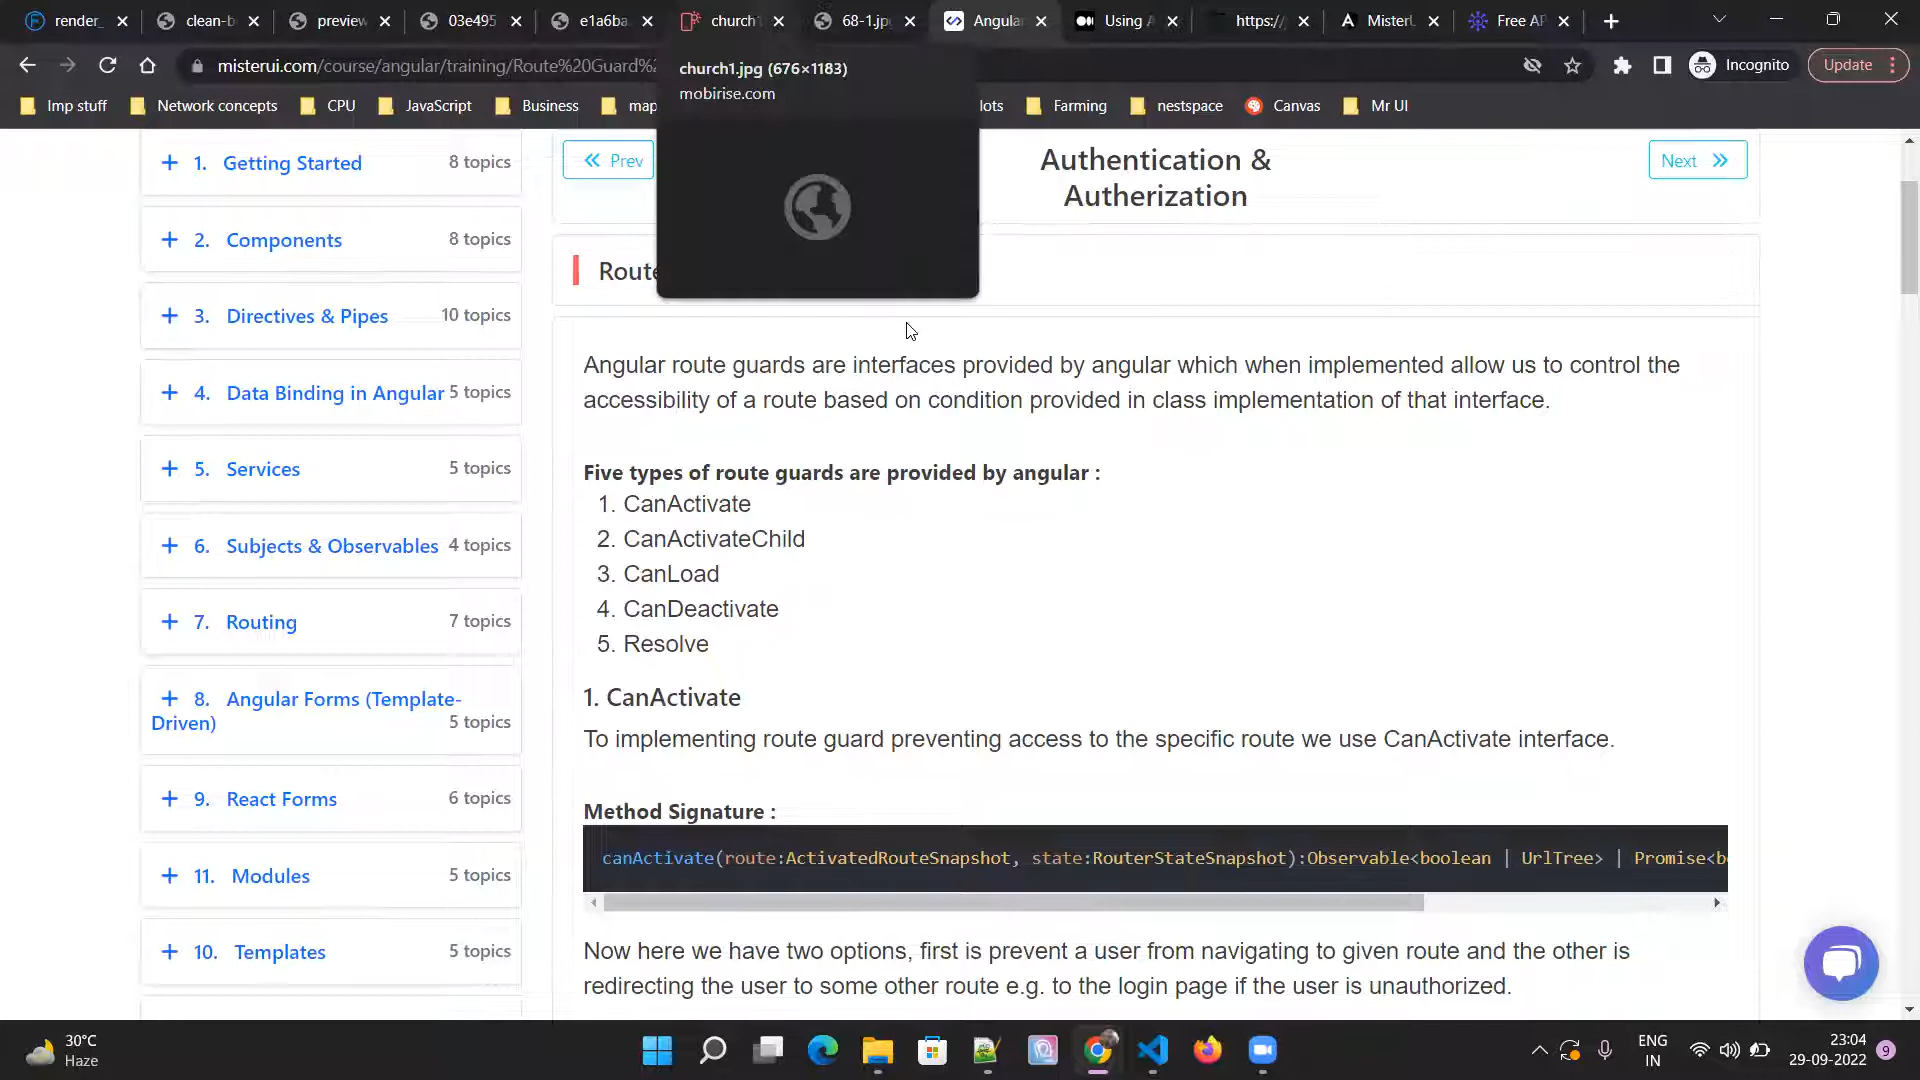 render_
clean-b
preview
03e495
e1a6ba
church
68-1.jp
Angular
Using A
https://
MisterU
Free AP
misterui.com/course/angular/training/Route%20Guard%
Incognito
Update
Imp stuff
Network concepts
CPU
JavaScript
Business
map
lots
Farming
nestspace
Canvas
Mr UI
church1.jpg (676×1183)
mobirise.com
+ 1. Getting Started 8 topics
+ 2. Components 8 topics
+ 3. Directives & Pipes 10 topics
+ 4. Data Binding in Angular 5 topics
+ 5. Services 5 topics
+ 6. Subjects & Observables 4 topics
+ 7. Routing 7 topics
+ 8. Angular Forms (Template-
Driven) 5 topics
+ 9. React Forms 6 topics
+ 11. Modules 5 topics
+ 10. Templates 5 topics
Prev
Authentication &
Autherization
Next
Route
Angular route guards are interfaces provided by angular which when implemented allow us to control the
accessibility of a route based on condition provided in class implementation of that interface.
Five types of route guards are provided by angular :
1. CanActivate
2. CanActivateChild
3. CanLoad
4. CanDeactivate
5. Resolve
1. CanActivate
To implementing route guard preventing access to the specific route we use CanActivate interface.
Method Signature :
canActivate(route:ActivatedRouteSnapshot, state:RouterStateSnapshot):Observable<boolean | UrlTree> | Promise<b
Now here we have two options, first is prevent a user from navigating to given route and the other is
redirecting the user to some other route e.g. to the login page if the user is unauthorized.
30°C
Haze
ENG
IN
23:04
29-09-2022
9